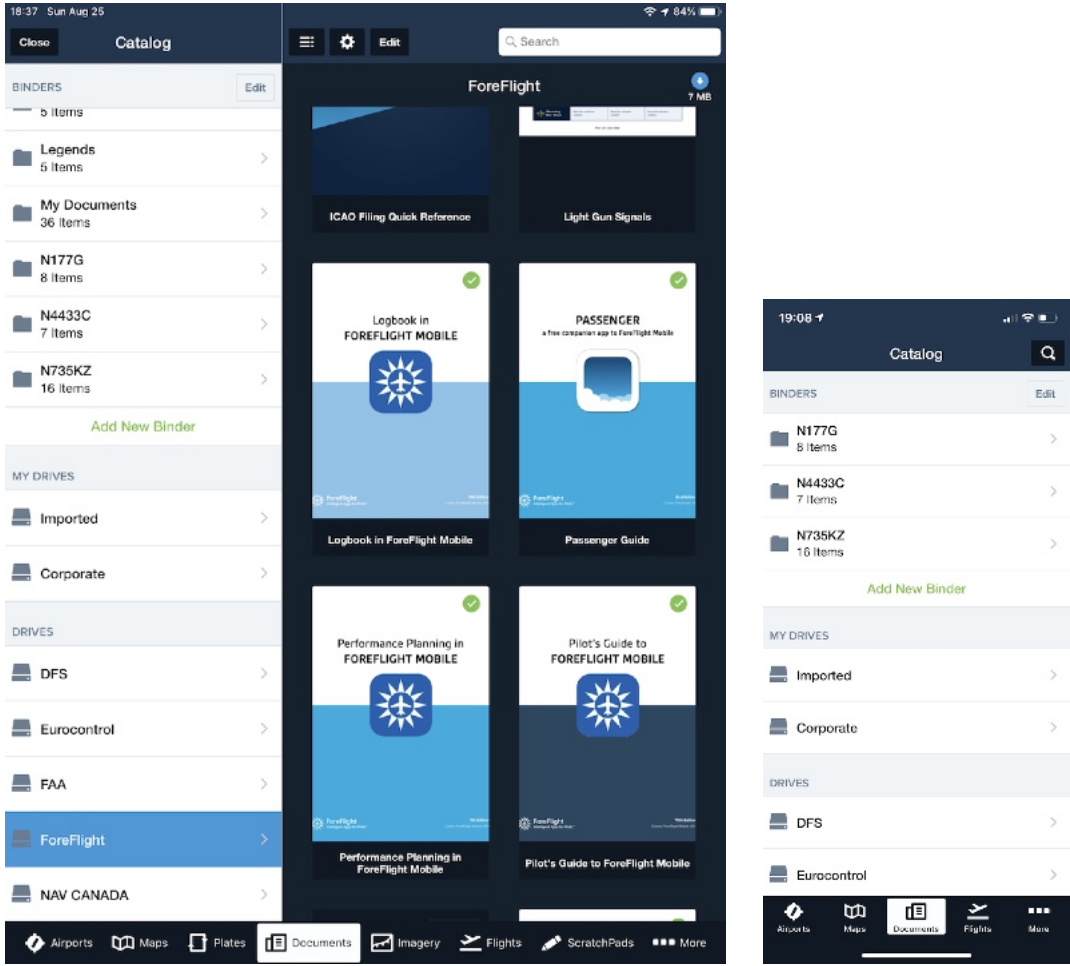 18:37 Sun Aug 25
84%
Close
Catalog
BINDERS
Edit
5 Items
Legends
5 Items
My Documents
36 Items
N177G
8 Items
N4433C
7 Items
N735KZ
16 Items
Add New Binder
MY DRIVES
Imported
Corporate
DRIVES
DFS
Eurocontrol
FAA
ForeFlight
NAV CANADA
Edit
Search
ForeFlight
7 MB
ICAO Filing Quick Reference
Light Gun Signals
Logbook in
FOREFLIGHT MOBILE
ForeFlight
Logbook in ForeFlight Mobile
PASSENGER
a free companion app to ForeFlight Mobile
ForeFlight
Passenger Guide
Performance Planning in
FOREFLIGHT MOBILE
ForeFlight
Performance Planning in
ForeFlight Mobile
Pilot's Guide to
FOREFLIGHT MOBILE
ForeFlight
Pilot's Guide to ForeFlight Mobile
Airports
Maps
Plates
Documents
Imagery
Flights
ScratchPads
More
19:08
Catalog
BINDERS
Edit
N177G
8 Items
N4433C
7 Items
N735KZ
16 Items
Add New Binder
MY DRIVES
Imported
Corporate
DRIVES
DFS
Eurocontrol
Airports
Maps
Documents
Flights
More